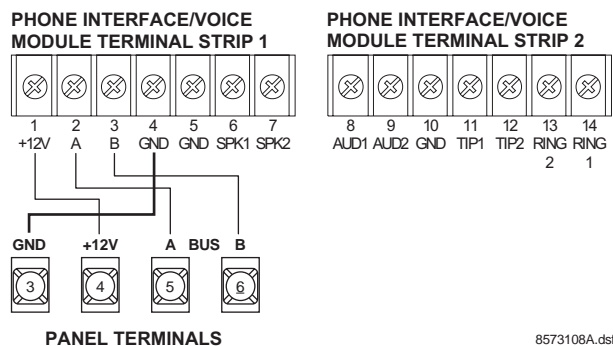 PHONE INTERFACE/VOICE
MODULE TERMINAL STRIP 1
1 2 3 4 5 6 7
+12V A B GND GND SPK1 SPK2
PHONE INTERFACE/VOICE
MODULE TERMINAL STRIP 2
8 9 10 11 12 13 14
AUD1 AUD2 GND TIP1 TIP2 RING RING
2 1
GND +12V A BUS B
3 4 5 6
PANEL TERMINALS
8573108A.dsf